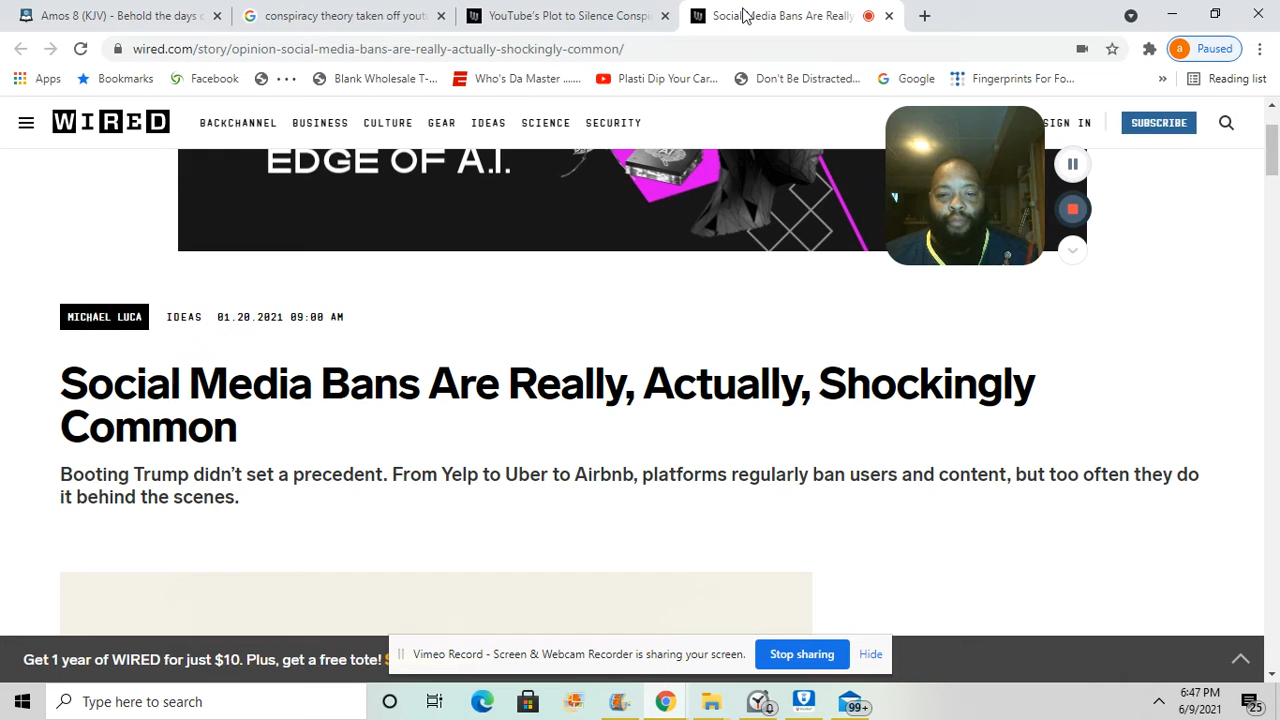 Amos 8 (KJV) - Behold the days
conspiracy theory taken off you
YouTube's Plot to Silence Conspi
Social Media Bans Are Really
wired.com/story/opinion-social-media-bans-are-really-actually-shockingly-common/
a Paused
Apps
Bookmarks
Facebook
Blank Wholesale T-...
Who's Da Master .......
Plasti Dip Your Car...
Don't Be Distracted...
Google
Fingerprints For Fo...
»
Reading list
WIRED
BACKCHANNEL BUSINESS CULTURE GEAR IDEAS SCIENCE SECURITY
SIGN IN
SUBSCRIBE
EDGE OF A.I.
MICHAEL LUCA IDEAS 01.20.2021 09:00 AM
Social Media Bans Are Really, Actually, Shockingly
Common
Booting Trump didn't set a precedent. From Yelp to Uber to Airbnb, platforms regularly ban users and content, but too often they do
it behind the scenes.
Get 1 year of WIRED for just $10. Plus, get a free tote!
Vimeo Record - Screen & Webcam Recorder is sharing your screen.
Stop sharing
Hide
Type here to search
0
99+
6:47 PM
6/9/2021
25